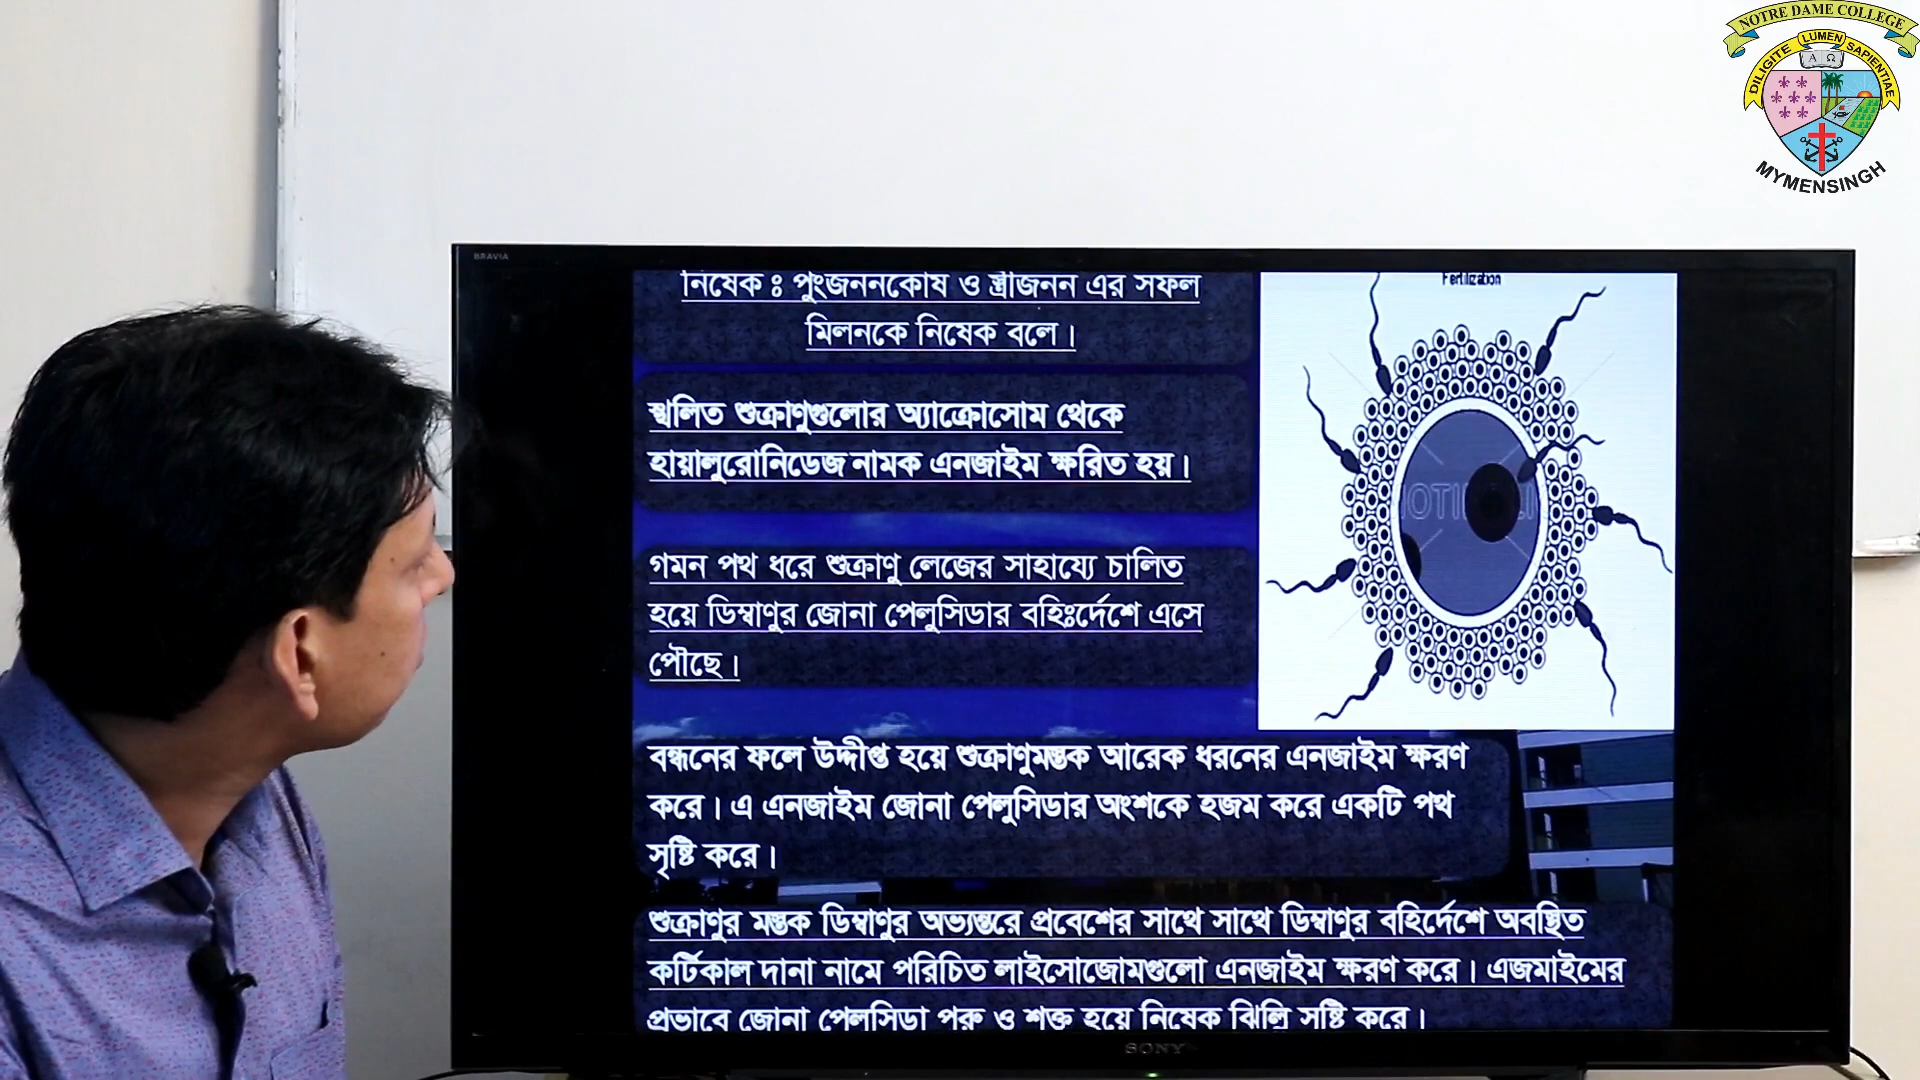 NOTRE DAME COLLEGE
DILIGITE LUMEN SAPIENTIAE
Α Ω
MYMENSINGH
BRAVIA
নিষেক ঃ পুংজননকোষ ও স্ত্রীজনন এর সফল
মিলনকে নিষেক বলে।
Fertilization
স্খলিত শুক্রাণুগুলোর অ্যাক্রোসোম থেকে
হায়ালুরোনিডেজ নামক এনজাইম ক্ষরিত হয়।
গমন পথ ধরে শুক্রাণু লেজের সাহায্যে চালিত
হয়ে ডিম্বাণুর জোনা পেলুসিডার বহিঃর্দেশে এসে
পৌছে।
বন্ধনের ফলে উদ্দীপ্ত হয়ে শুক্রাণুমস্তক আরেক ধরনের এনজাইম ক্ষরণ
করে। এ এনজাইম জোনা পেলুসিডার অংশকে হজম করে একটি পথ
সৃষ্টি করে।
শুক্রাণুর মস্তক ডিম্বাণুর অভ্যন্তরে প্রবেশের সাথে সাথে ডিম্বাণুর বহির্দেশে অবস্থিত
কর্টিকাল দানা নামে পরিচিত লাইসোজোমগুলো এনজাইম ক্ষরণ করে। এজমাইমের
প্রভাবে জোনা পেলুসিডা পুরু ও শক্ত হয়ে নিষেক ঝিল্লি সৃষ্টি করে।
SONY